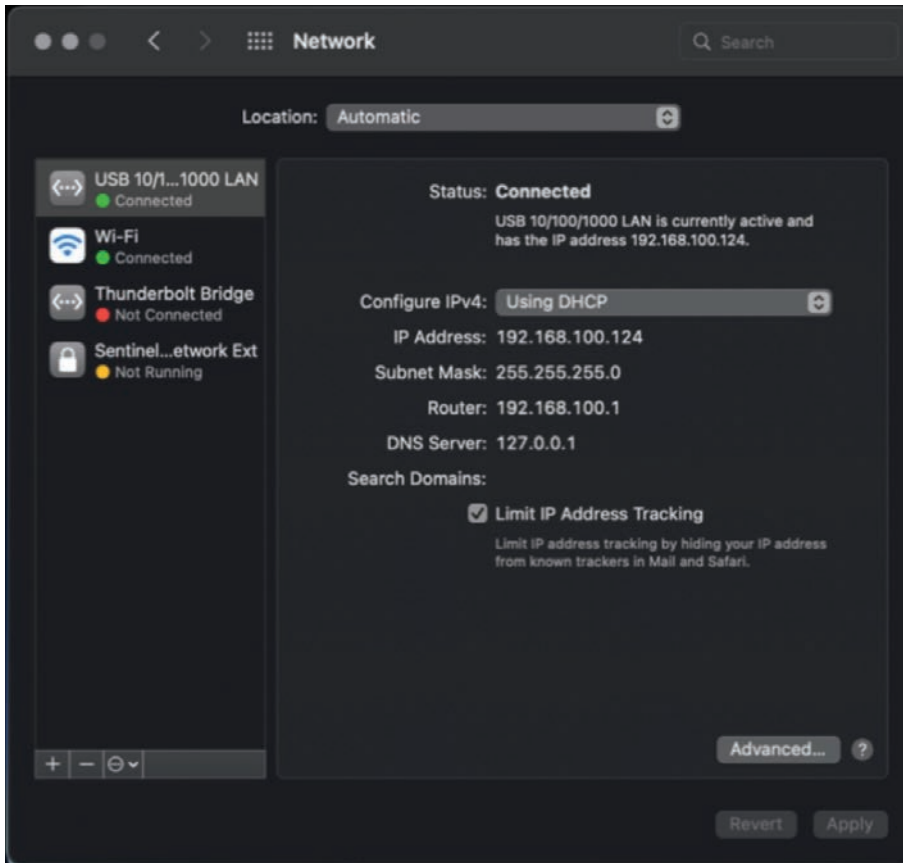 Network
Search
Location: Automatic
USB 10/1...1000 LAN
Connected
Wi-Fi
Connected
Thunderbolt Bridge
Not Connected
Sentinel...etwork Ext
Not Running
Status: Connected
USB 10/100/1000 LAN is currently active and
has the IP address 192.168.100.124.
Configure IPv4: Using DHCP
IP Address: 192.168.100.124
Subnet Mask: 255.255.255.0
Router: 192.168.100.1
DNS Server: 127.0.0.1
Search Domains:
Limit IP Address Tracking
Limit IP address tracking by hiding your IP address
from known trackers in Mail and Safari.
Advanced... ?
Revert Apply